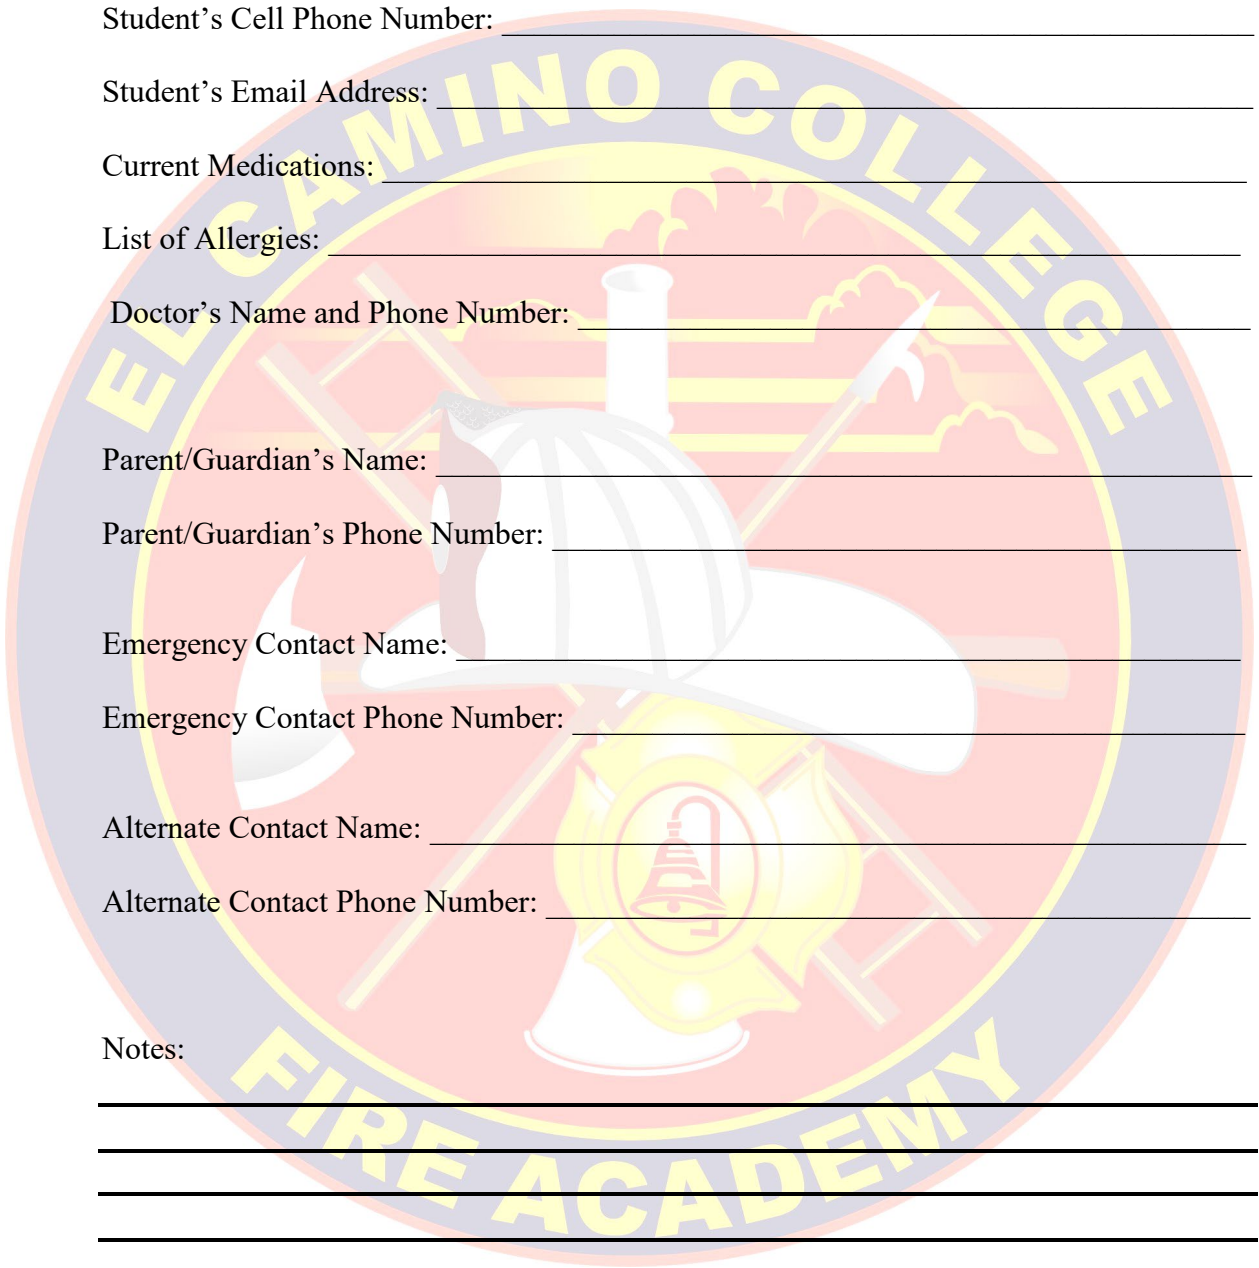 Student’s Cell Phone Number:
Student’s Email Address:
Current Medications:
List of Allergies:
Doctor’s Name and Phone Number:
Parent/Guardian’s Name:
Parent/Guardian’s Phone Number:
Emergency Contact Name:
Emergency Contact Phone Number:
Alternate Contact Name:
Alternate Contact Phone Number:
Notes:
EL CAMINO COLLEGE
FIRE ACADEMY